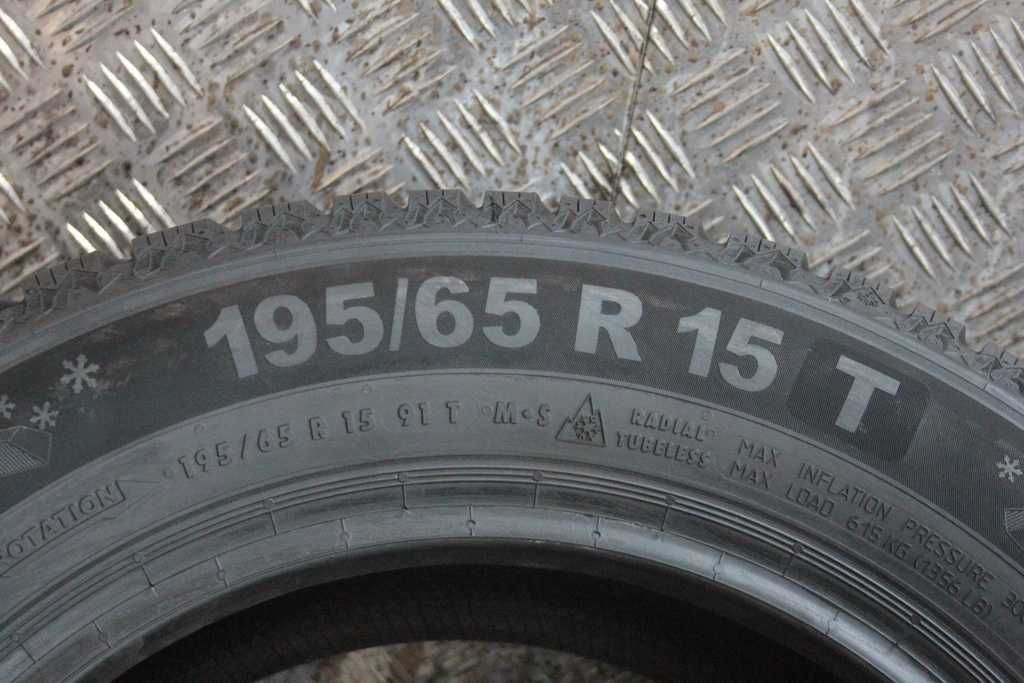 195/65 R 15 T
ROTATION
195/65 R 15 91 T ·M·S
RADIAL
TUBELESS
MAX INFLATION PRESSURE
MAX LOAD 615 KG (1356 LB)